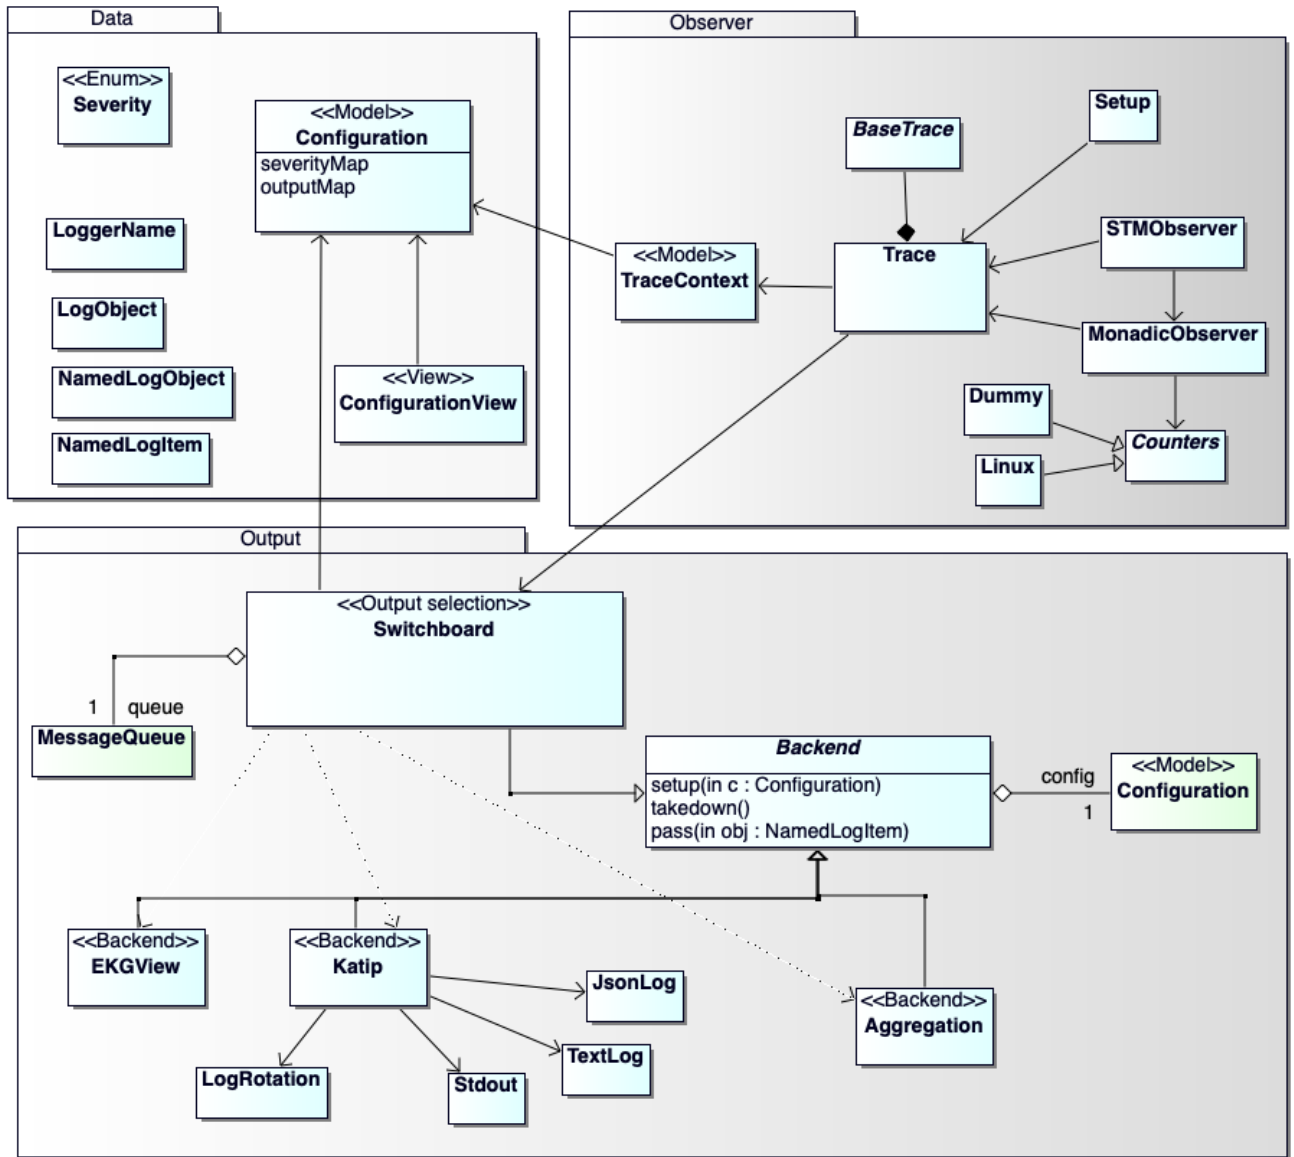 Data
<<Enum>>
Severity
<<Model>>
Configuration
severityMap
outputMap
LoggerName
LogObject
NamedLogObject
NamedLogItem
<<View>>
ConfigurationView
Observer
BaseTrace
Setup
<<Model>>
TraceContext
Trace
STMObserver
MonadicObserver
Dummy
Linux
Counters
Output
<<Output selection>>
Switchboard
1 queue
MessageQueue
Backend
setup(in c : Configuration)
takedown()
pass(in obj : NamedLogItem)
config
1
<<Model>>
Configuration
<<Backend>>
EKGView
<<Backend>>
Katip
JsonLog
TextLog
Stdout
LogRotation
<<Backend>>
Aggregation